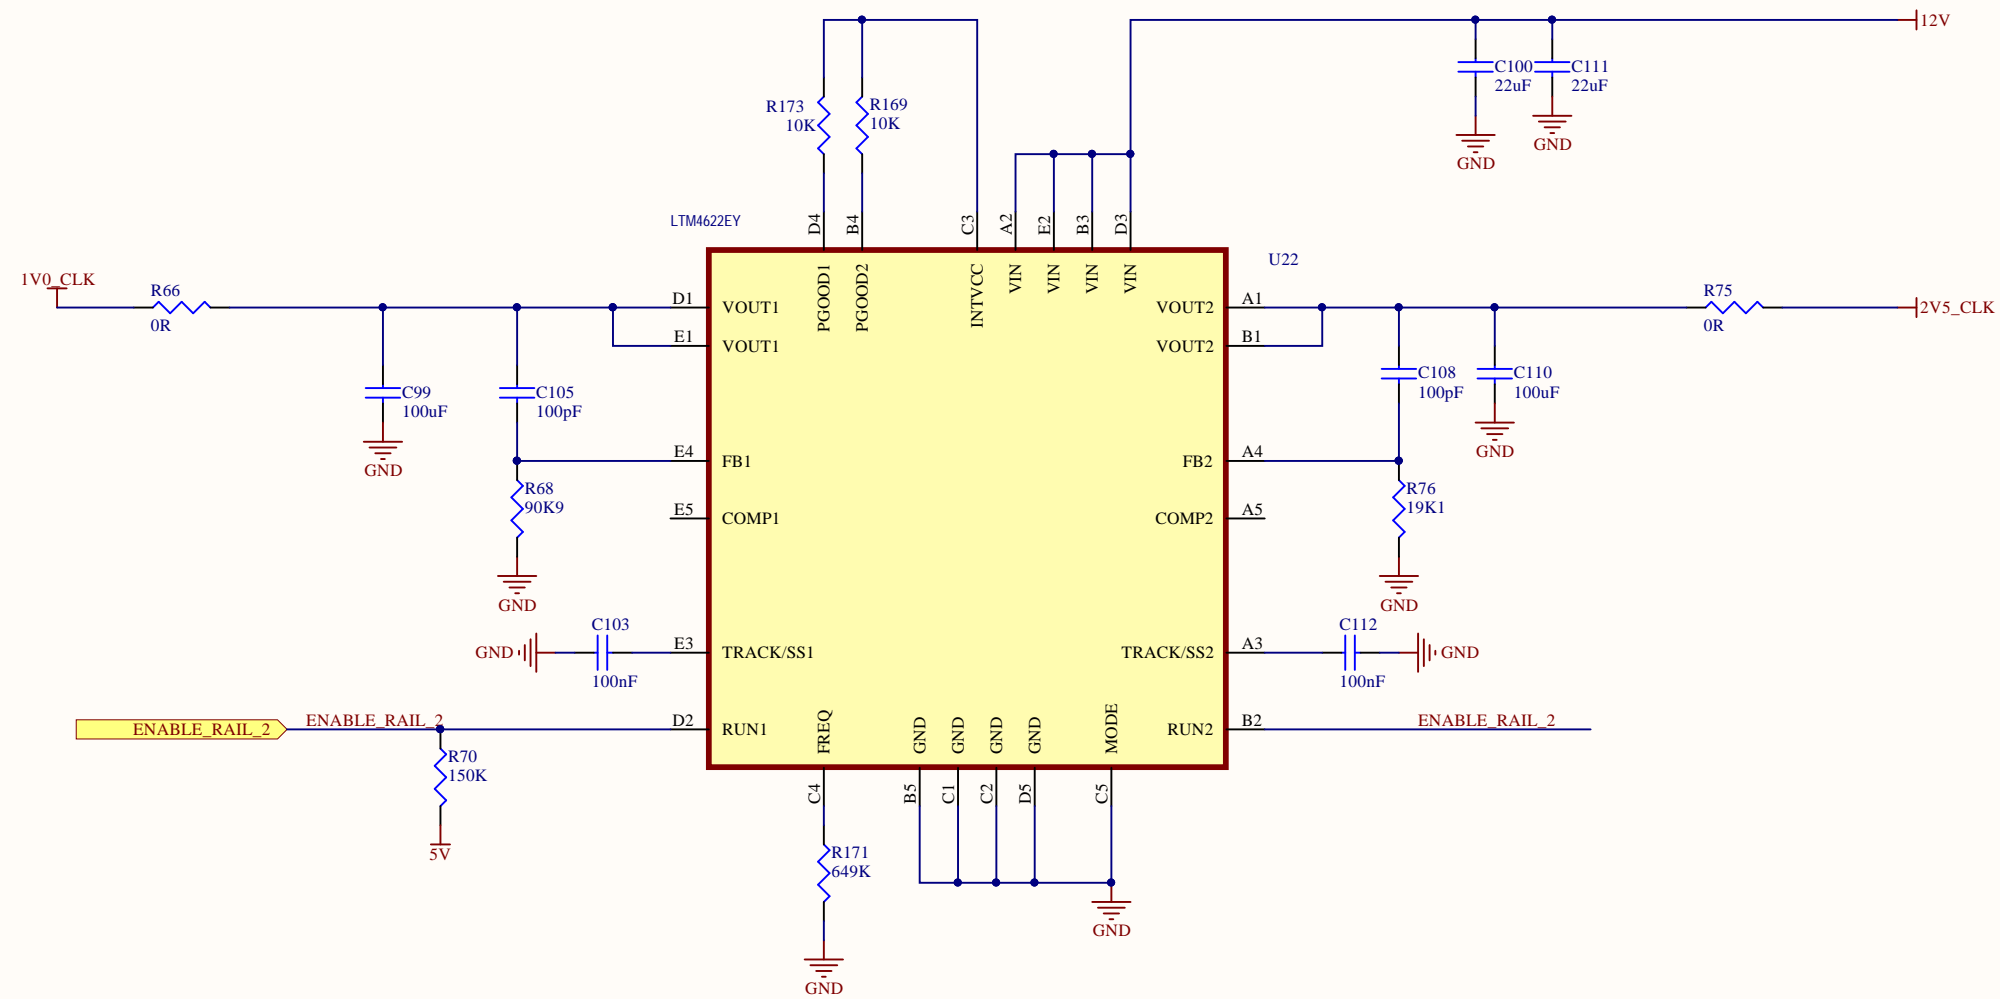 12V
C100
22uF
C111
22uF
GND
GND
R173
10K
R169
10K
LTM4622EY
D4
B4
C3
A2
E2
B3
D3
U22
PGOOD1
PGOOD2
INTVCC
VIN
VIN
VIN
VIN
1V0_CLK
R66
0R
D1
VOUT1
E1
VOUT1
VOUT2
A1
VOUT2
B1
R75
0R
2V5_CLK
C99
100uF
GND
C105
100pF
C108
100pF
C110
100uF
GND
E4
FB1
FB2
A4
R68
90K9
GND
E5
COMP1
COMP2
A5
R76
19K1
GND
GND
C103
100nF
E3
TRACK/SS1
TRACK/SS2
A3
C112
100nF
GND
ENABLE_RAIL_2
ENABLE_RAIL_2
D2
RUN1
RUN2
B2
ENABLE_RAIL_2
R70
150K
5V
FREQ
GND
GND
GND
GND
MODE
C4
B5
C1
C2
D5
C5
R171
649K
GND
GND